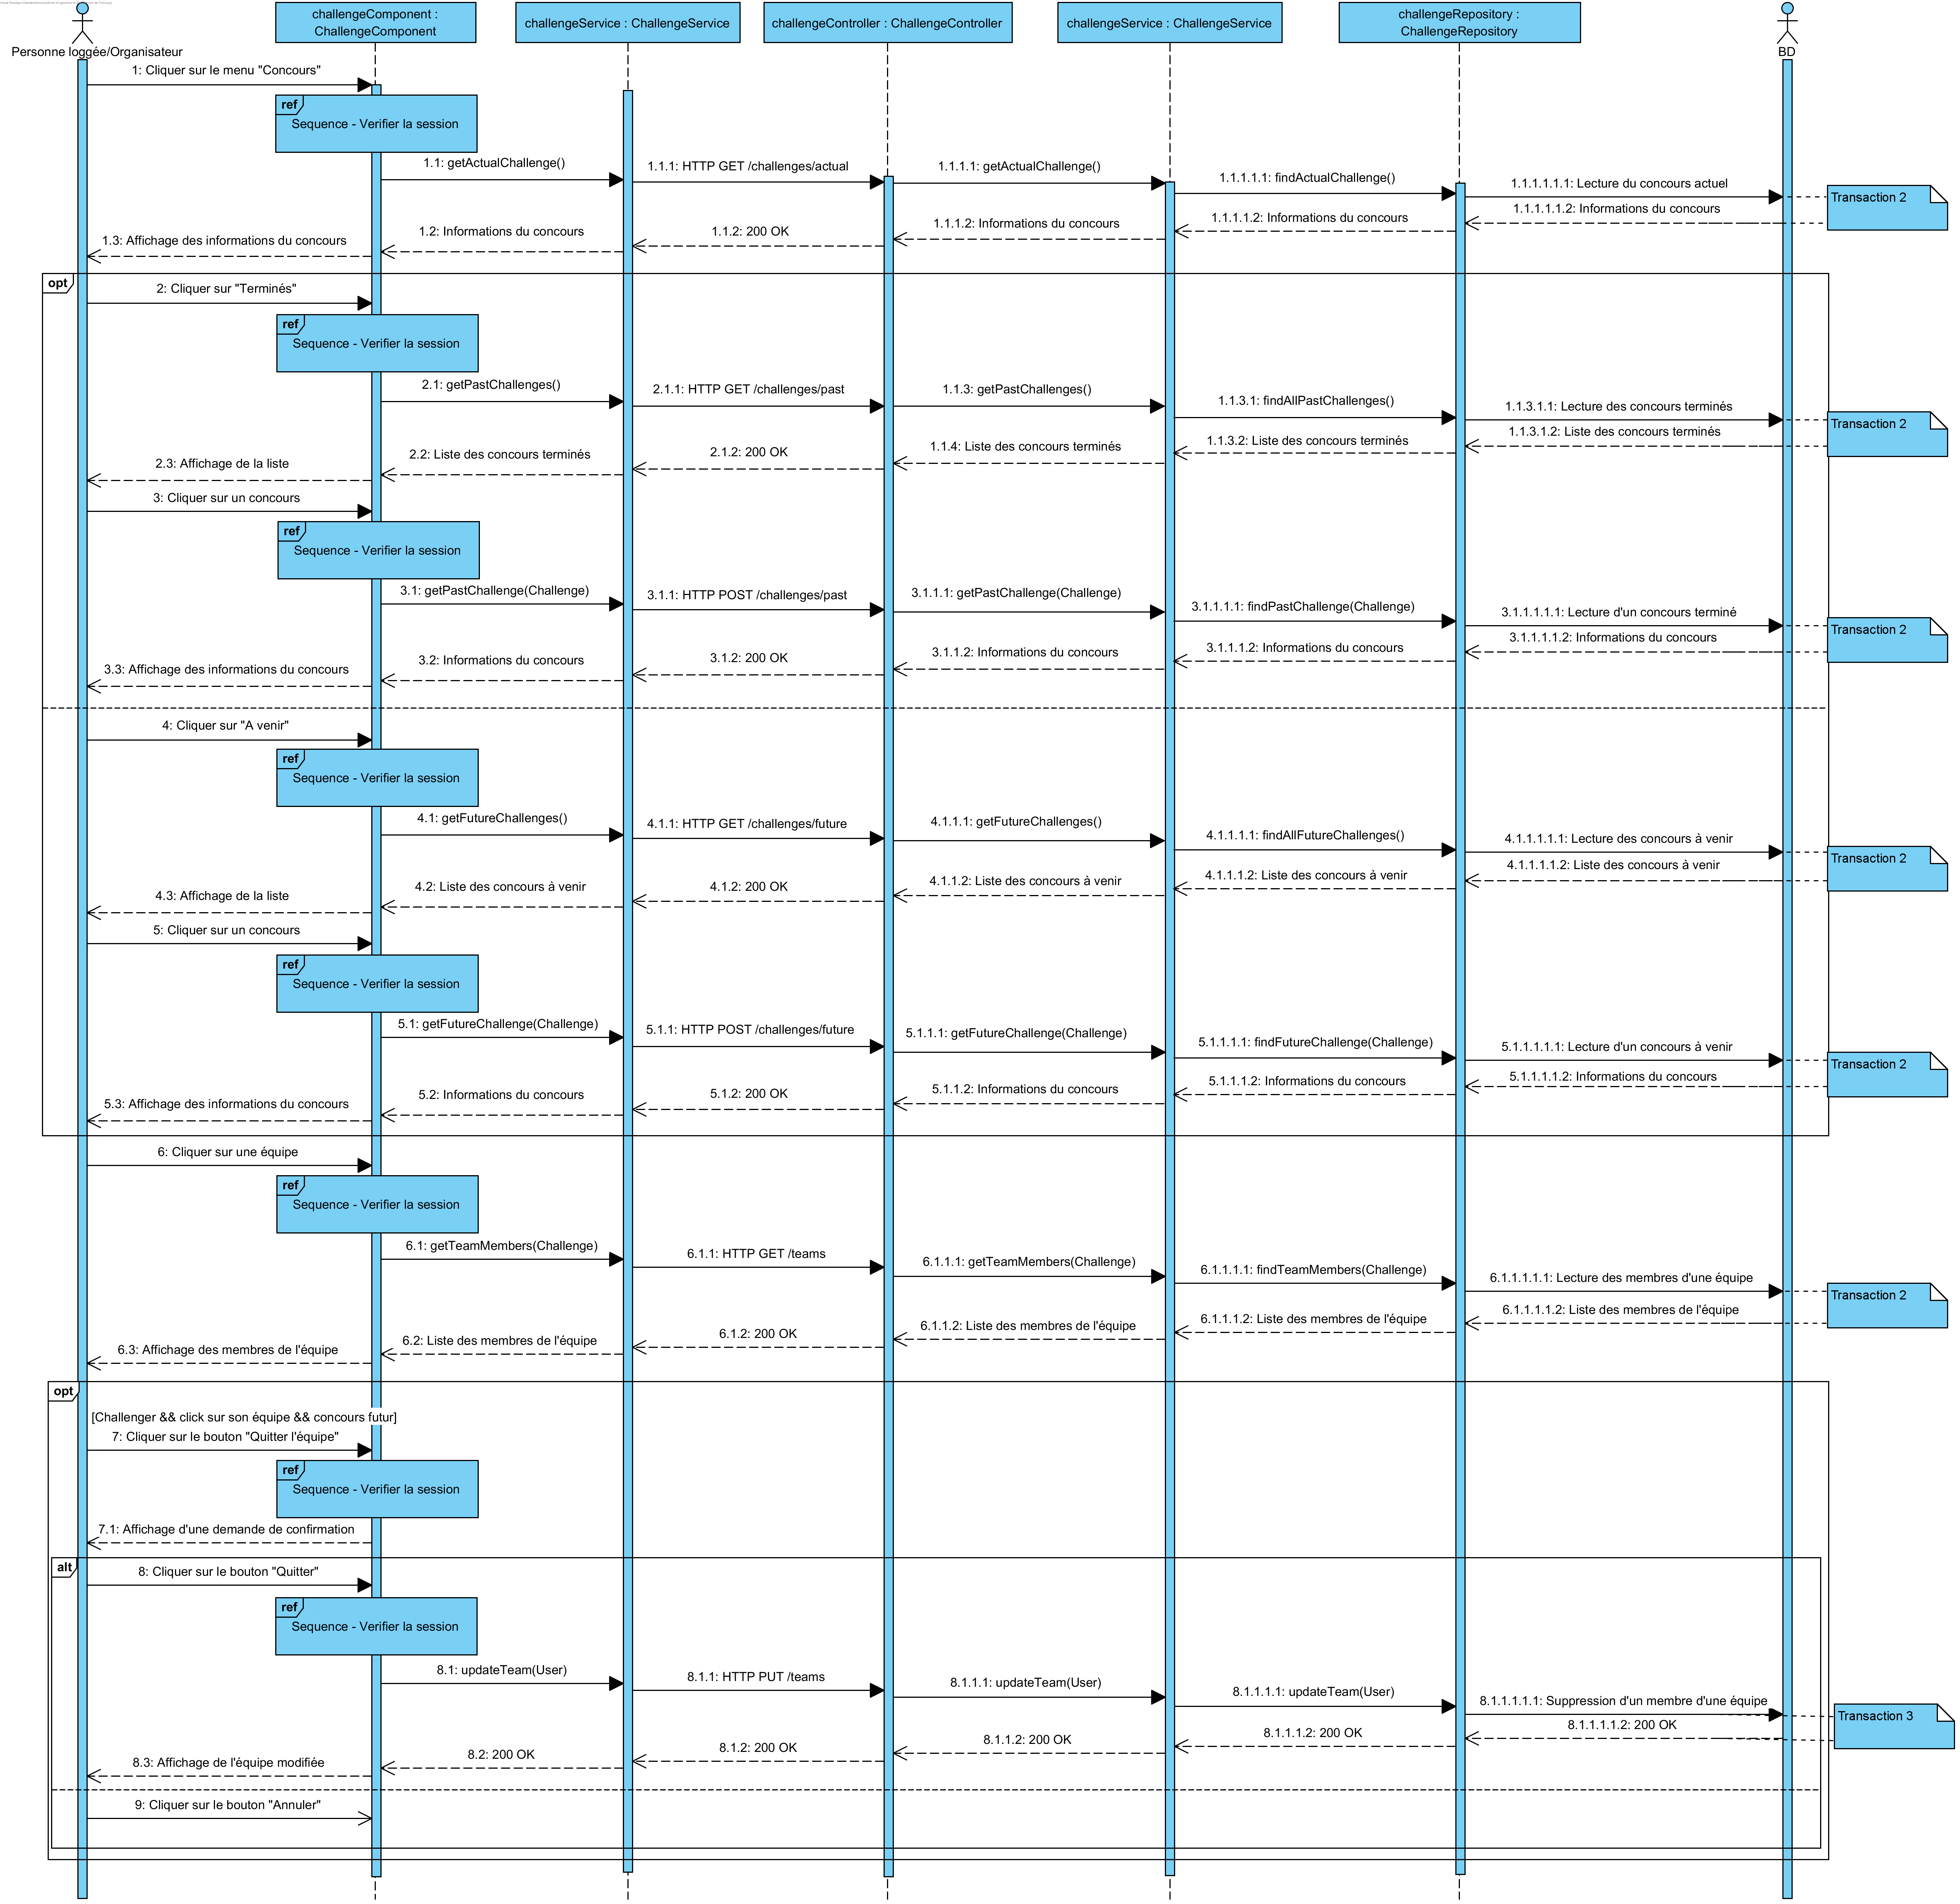 challengeComponent :
ChallengeComponent
challengeService : ChallengeService
challengeController : ChallengeController
challengeService : ChallengeService
challengeRepository :
ChallengeRepository
Personne loggée/Organisateur
BD
1: Cliquer sur le menu "Concours"
ref
Sequence - Verifier la session
1.1: getActualChallenge()
1.1.1: HTTP GET /challenges/actual
1.1.1.1: getActualChallenge()
1.1.1.1.1: findActualChallenge()
1.1.1.1.1.1: Lecture du concours actuel
Transaction 2
1.1.1.1.1.2: Informations du concours
1.1.1.1.2: Informations du concours
1.1.1.2: Informations du concours
1.1.2: 200 OK
1.2: Informations du concours
1.3: Affichage des informations du concours
opt
2: Cliquer sur "Terminés"
ref
Sequence - Verifier la session
2.1: getPastChallenges()
2.1.1: HTTP GET /challenges/past
1.1.3: getPastChallenges()
1.1.3.1: findAllPastChallenges()
1.1.3.1.1: Lecture des concours terminés
Transaction 2
1.1.3.1.2: Liste des concours terminés
1.1.3.2: Liste des concours terminés
1.1.4: Liste des concours terminés
2.1.2: 200 OK
2.2: Liste des concours terminés
2.3: Affichage de la liste
3: Cliquer sur un concours
ref
Sequence - Verifier la session
3.1: getPastChallenge(Challenge)
3.1.1: HTTP POST /challenges/past
3.1.1.1: getPastChallenge(Challenge)
3.1.1.1.1: findPastChallenge(Challenge)
3.1.1.1.1.1: Lecture d'un concours terminé
Transaction 2
3.1.1.1.1.2: Informations du concours
3.1.1.1.2: Informations du concours
3.1.1.2: Informations du concours
3.1.2: 200 OK
3.2: Informations du concours
3.3: Affichage des informations du concours
4: Cliquer sur "A venir"
ref
Sequence - Verifier la session
4.1: getFutureChallenges()
4.1.1: HTTP GET /challenges/future
4.1.1.1: getFutureChallenges()
4.1.1.1.1: findAllFutureChallenges()
4.1.1.1.1.1: Lecture des concours à venir
Transaction 2
4.1.1.1.1.2: Liste des concours à venir
4.1.1.1.2: Liste des concours à venir
4.1.1.2: Liste des concours à venir
4.1.2: 200 OK
4.2: Liste des concours à venir
4.3: Affichage de la liste
5: Cliquer sur un concours
ref
Sequence - Verifier la session
5.1: getFutureChallenge(Challenge)
5.1.1: HTTP POST /challenges/future
5.1.1.1: getFutureChallenge(Challenge)
5.1.1.1.1: findFutureChallenge(Challenge)
5.1.1.1.1.1: Lecture d'un concours à venir
Transaction 2
5.1.1.1.1.2: Informations du concours
5.1.1.1.2: Informations du concours
5.1.1.2: Informations du concours
5.1.2: 200 OK
5.2: Informations du concours
5.3: Affichage des informations du concours
6: Cliquer sur une équipe
ref
Sequence - Verifier la session
6.1: getTeamMembers(Challenge)
6.1.1: HTTP GET /teams
6.1.1.1: getTeamMembers(Challenge)
6.1.1.1.1: findTeamMembers(Challenge)
6.1.1.1.1.1: Lecture des membres d'une équipe
Transaction 2
6.1.1.1.1.2: Liste des membres de l'équipe
6.1.1.1.2: Liste des membres de l'équipe
6.1.1.2: Liste des membres de l'équipe
6.1.2: 200 OK
6.2: Liste des membres de l'équipe
6.3: Affichage des membres de l'équipe
opt
[Challenger && click sur son équipe && concours futur]
7: Cliquer sur le bouton "Quitter l'équipe"
ref
Sequence - Verifier la session
7.1: Affichage d'une demande de confirmation
alt
8: Cliquer sur le bouton "Quitter"
ref
Sequence - Verifier la session
8.1: updateTeam(User)
8.1.1: HTTP PUT /teams
8.1.1.1: updateTeam(User)
8.1.1.1.1: updateTeam(User)
8.1.1.1.1.1: Suppression d'un membre d'une équipe
Transaction 3
8.1.1.1.1.2: 200 OK
8.1.1.1.2: 200 OK
8.1.1.2: 200 OK
8.1.2: 200 OK
8.2: 200 OK
8.3: Affichage de l'équipe modifiée
9: Cliquer sur le bouton "Annuler"